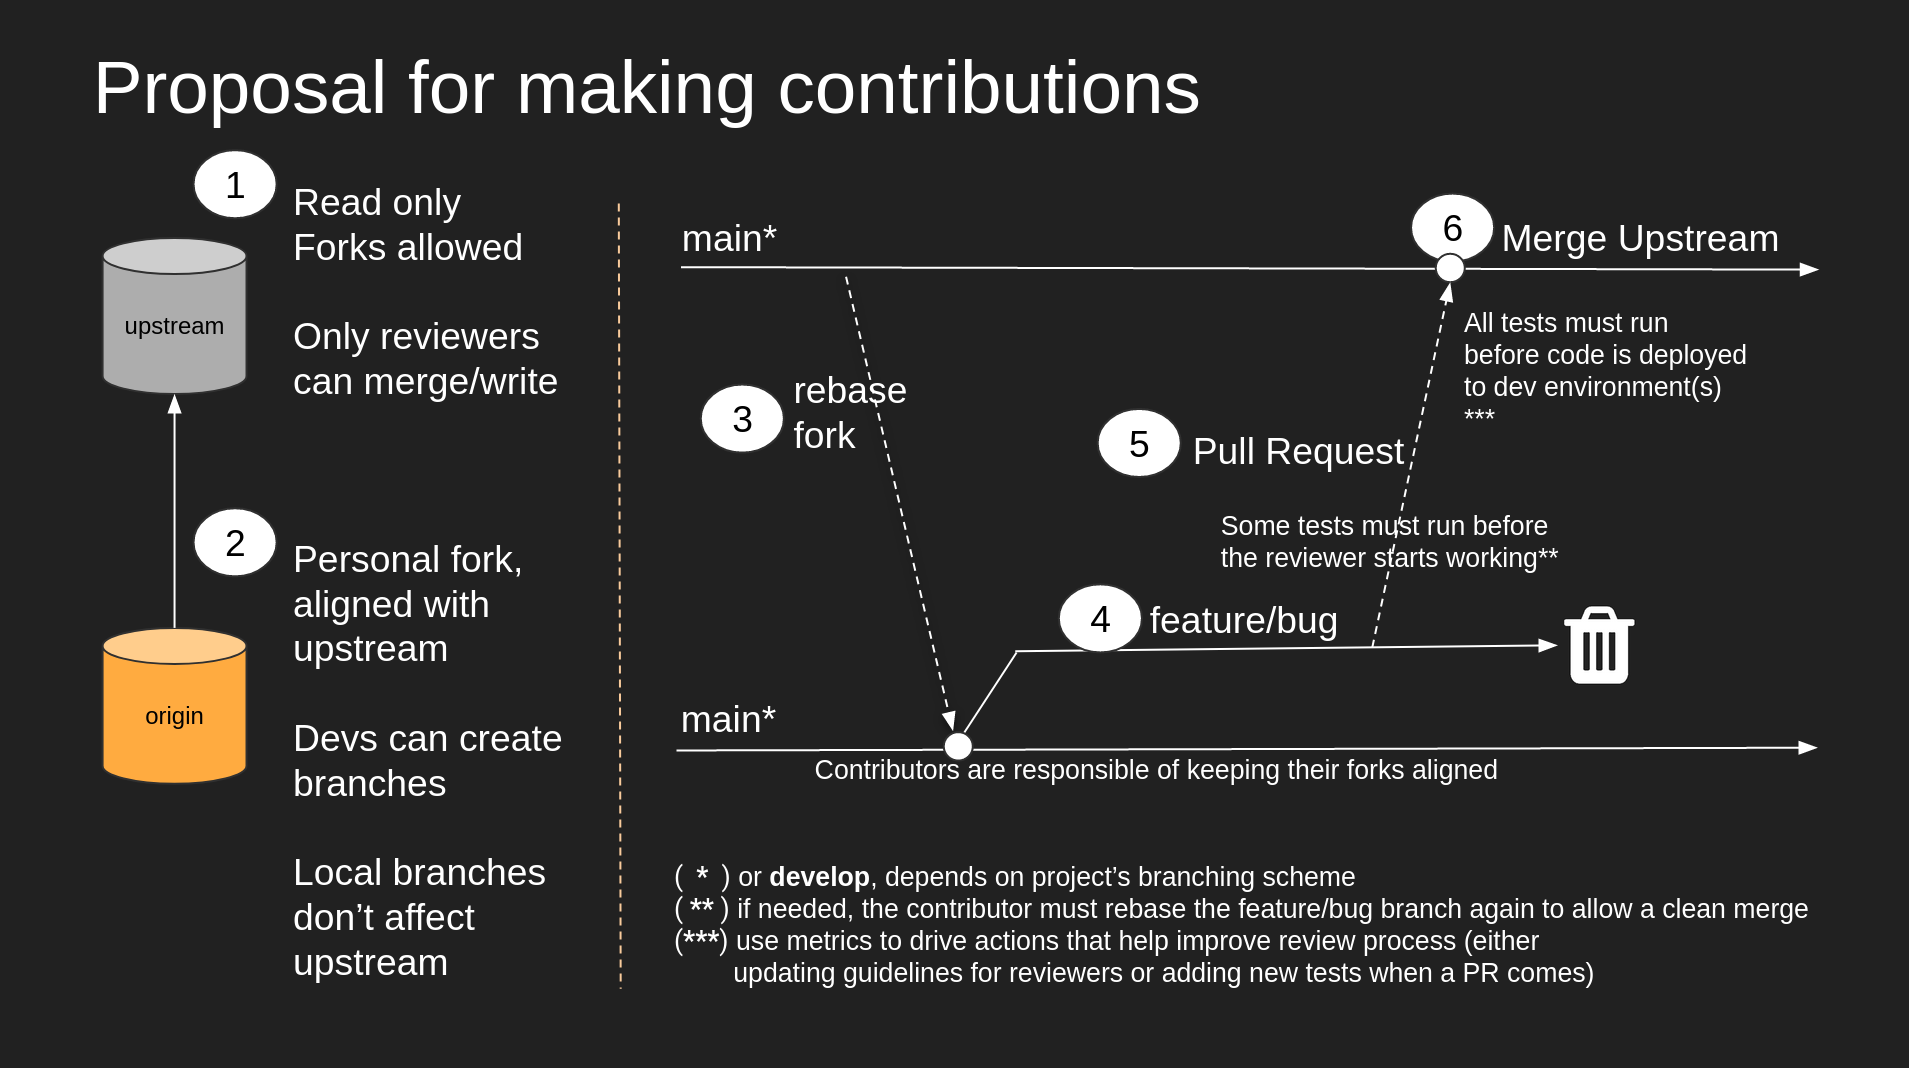 Proposal for making contributions
1
Read only
Forks allowed
upstream
Only reviewers
can merge/write
2
Personal fork,
aligned with
upstream
origin
Devs can create
branches
Local branches
don’t affect
upstream
main*
6
Merge Upstream
All tests must run
before code is deployed
to dev environment(s)
***
3
rebase
fork
5
Pull Request
Some tests must run before
the reviewer starts working**
4
feature/bug
main*
Contributors are responsible of keeping their forks aligned
( * ) or develop, depends on project’s branching scheme
( ** ) if needed, the contributor must rebase the feature/bug branch again to allow a clean merge
(***) use metrics to drive actions that help improve review process (either
updating guidelines for reviewers or adding new tests when a PR comes)